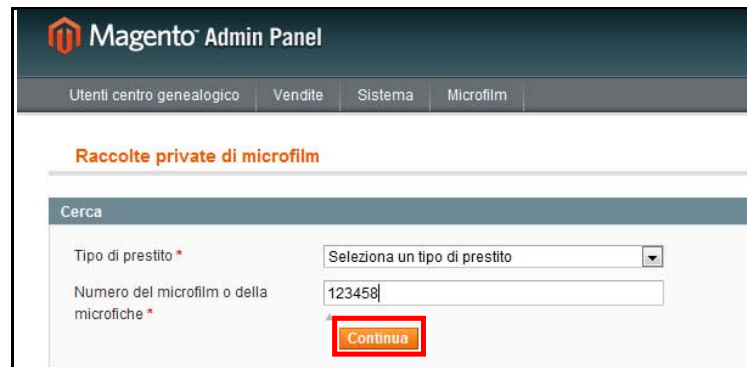 Magento Admin Panel
Utenti centro genealogico Vendite Sistema Microfilm
Raccolte private di microfilm
Cerca
Tipo di prestito * Seleziona un tipo di prestito
Numero del microfilm o della 123458
microfiche *
Continua